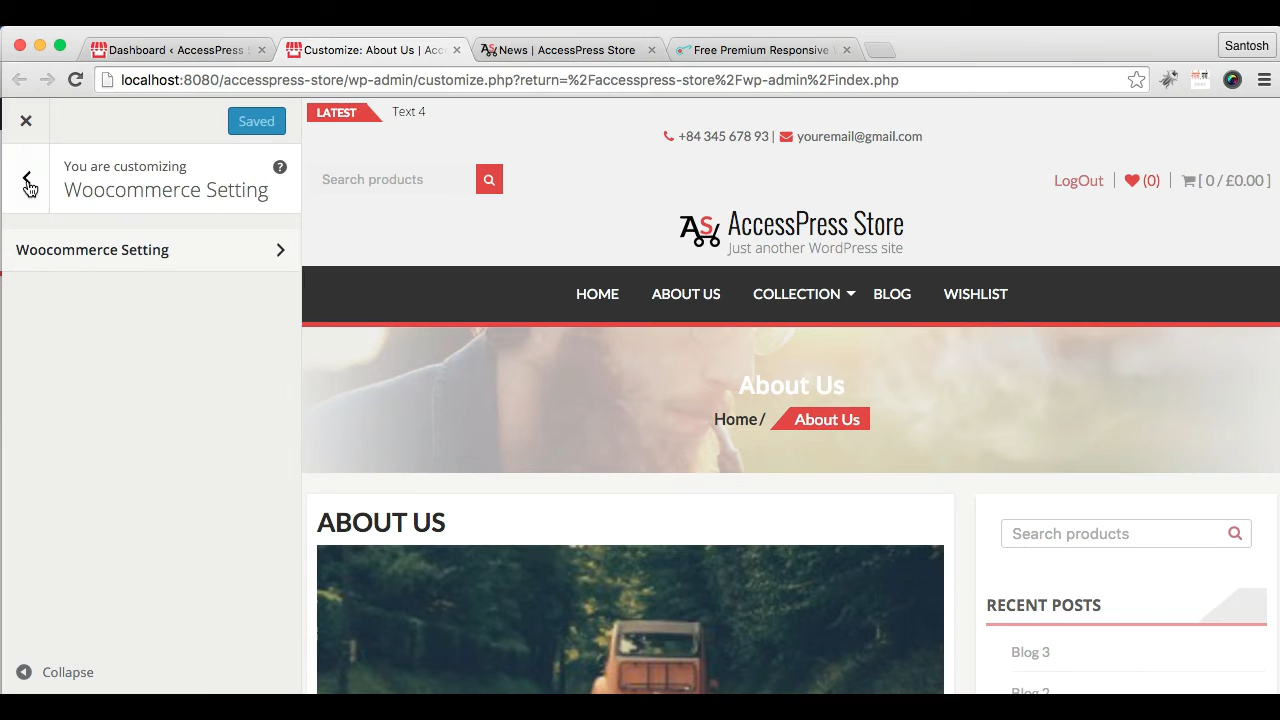 Dashboard ‹ AccessPress
Customize: About Us | Acc
News | AccessPress Store
Free Premium Responsive
Santosh
localhost:8080/accesspress-store/wp-admin/customize.php?return=%2Faccesspress-store%2Fwp-admin%2Findex.php
Saved
You are customizing
Woocommerce Setting
Woocommerce Setting
Collapse
LATEST
Text 4
+84 345 678 93 | youremail@gmail.com
Search products
LogOut | (0) | [ 0 / £0.00 ]
AS AccessPress Store
Just another WordPress site
HOME ABOUT US COLLECTION BLOG WISHLIST
About Us
Home / About Us
ABOUT US
Search products
RECENT POSTS
Blog 3
Blog 2